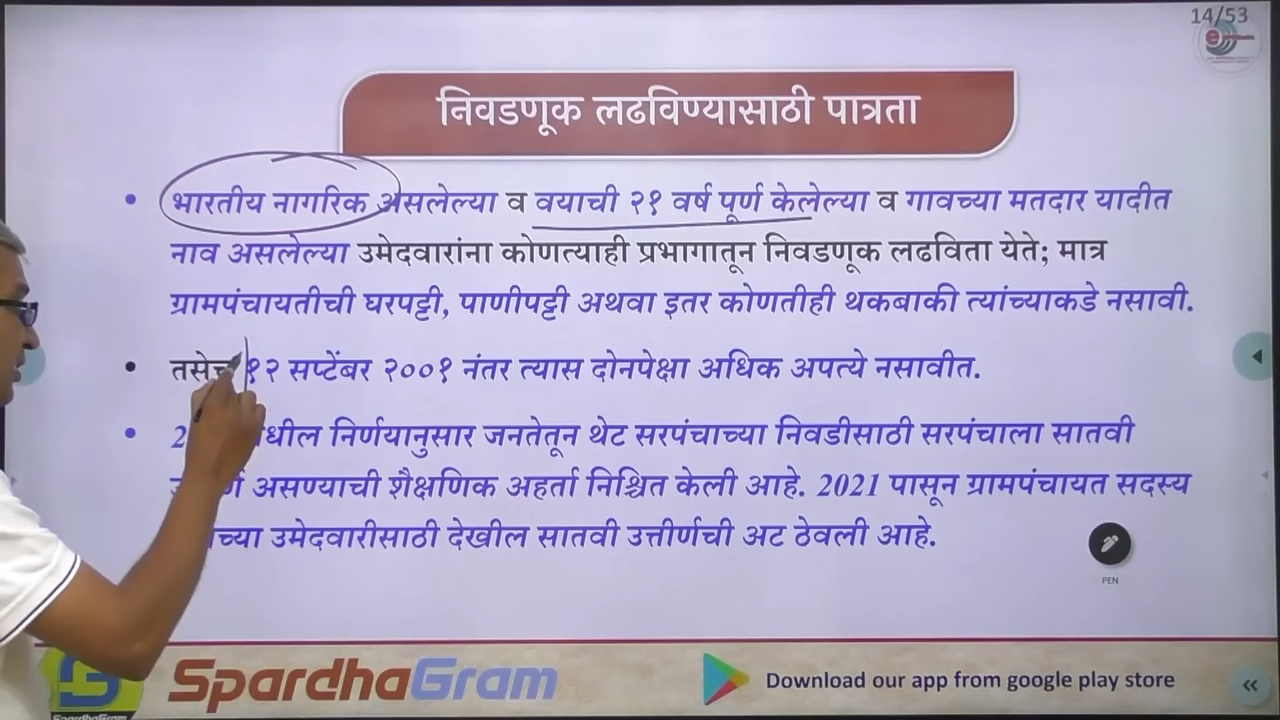 14/53
निवडणूक लढविण्यासाठी पात्रता
• भारतीय नागरिक असलेल्या व वयाची २१ वर्ष पूर्ण केलेल्या व गावच्या मतदार यादीत
नाव असलेल्या उमेदवारांना कोणत्याही प्रभागातून निवडणूक लढविता येते; मात्र
ग्रामपंचायतीची घरपट्टी, पाणीपट्टी अथवा इतर कोणतीही थकबाकी त्यांच्याकडे नसावी.
• तसेच १२ सप्टेंबर २००१ नंतर त्यास दोनपेक्षा अधिक अपत्ये नसावीत.
• निर्णयानुसार जनतेतून थेट सरपंचाच्या निवडीसाठी सरपंचाला सातवी
असण्याची शैक्षणिक अहर्ता निश्चित केली आहे. 2021 पासून ग्रामपंचायत सदस्य
उमेदवारीसाठी देखील सातवी उत्तीर्णची अट ठेवली आहे.
PEN
SpardhaGram
SpardhaGram
Download our app from google play store